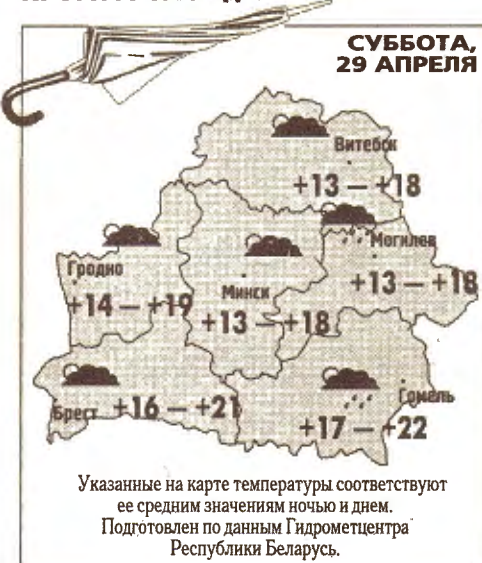 СУББОТА,
29 АПРЕЛЯ
Витебск
+13 – +18
Могилев
+13 – +18
Гродно
+14 – +19
Минск
+13 – +18
Брест +16 – +21
Гомель
+17 – +22
Указанные на карте температуры соответствуют
ее средним значениям ночью и днем.
Подготовлен по данным Гидрометцентра
Республики Беларусь.